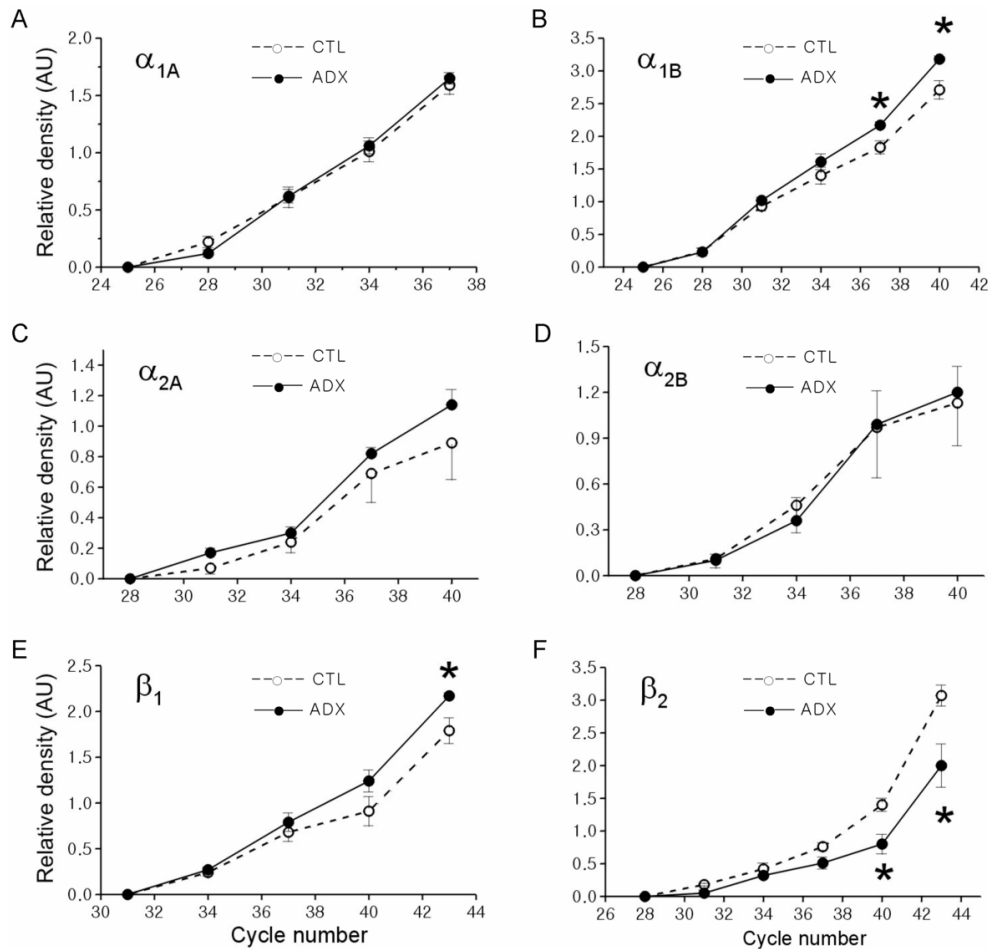 A
α1A
CTL
ADX
Relative density (AU)
1.5 1.0 0.5 0.0
2.0
24 26 28 30 32 34 36 38
B
α1B
CTL
ADX
*
*
3.5
3.0
2.5
2.0
1.5
1.0
0.5
0.0
24 26 28 30 32 34 36 38 40 42
C
α2A
CTL
ADX
Relative density (AU)
1.4
1.2
1.0
0.8
0.6
0.4
0.2
0.0
28 30 32 34 36 38 40
D
α2B
CTL
ADX
1.5
1.2
0.9
0.6
0.3
0.0
28 30 32 34 36 38 40
E
β1
CTL
ADX
*
Relative density (AU)
2.5
2.0
1.5
1.0
0.5
0.0
30 32 34 36 38 40 42 44
Cycle number
F
β2
CTL
ADX
*
*
3.5
3.0
2.5
2.0
1.5
1.0
0.5
0.0
26 28 30 32 34 36 38 40 42 44
Cycle number